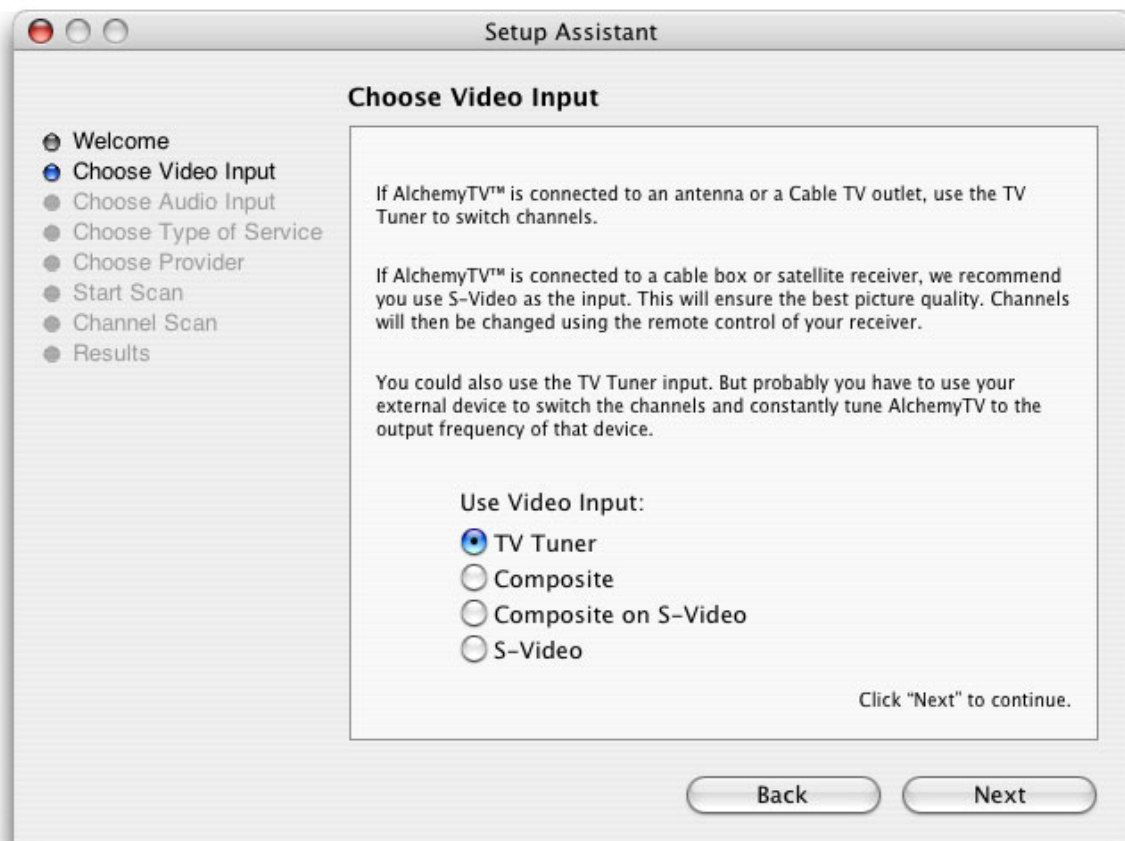 Setup Assistant
Choose Video Input
Welcome
Choose Video Input
Choose Audio Input
Choose Type of Service
Choose Provider
Start Scan
Channel Scan
Results
If AlchemyTV™ is connected to an antenna or a Cable TV outlet, use the TV
Tuner to switch channels.
If AlchemyTV™ is connected to a cable box or satellite receiver, we recommend
you use S-Video as the input. This will ensure the best picture quality. Channels
will then be changed using the remote control of your receiver.
You could also use the TV Tuner input. But probably you have to use your
external device to switch the channels and constantly tune AlchemyTV to the
output frequency of that device.
Use Video Input:
TV Tuner
Composite
Composite on S-Video
S-Video
Click “Next” to continue.
Back
Next